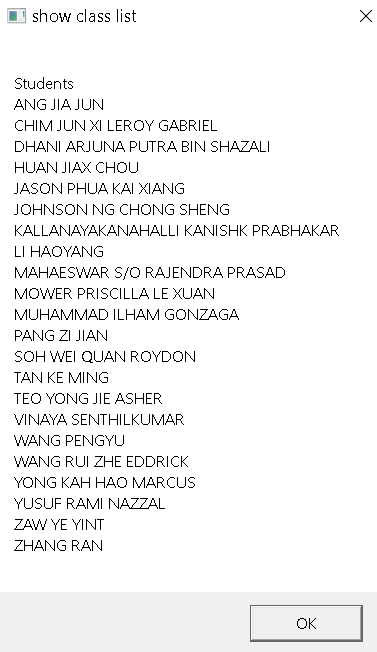 show class list
Students
ANG JIA JUN
CHIM JUN XI LEROY GABRIEL
DHANI ARJUNA PUTRA BIN SHAZALI
HUAN JIAX CHOU
JASON PHUA KAI XIANG
JOHNSON NG CHONG SHENG
KALLANAYAKANAHALLI KANISHK PRABHAKAR
LI HAOYANG
MAHAESWAR S/O RAJENDRA PRASAD
MOWER PRISCILLA LE XUAN
MUHAMMAD ILHAM GONZAGA
PANG ZI JIAN
SOH WEI QUAN ROYDON
TAN KE MING
TEO YONG JIE ASHER
VINAYA SENTHILKUMAR
WANG PENGYU
WANG RUI ZHE EDDRICK
YONG KAH HAO MARCUS
YUSUF RAMI NAZZAL
ZAW YE YINT
ZHANG RAN
OK